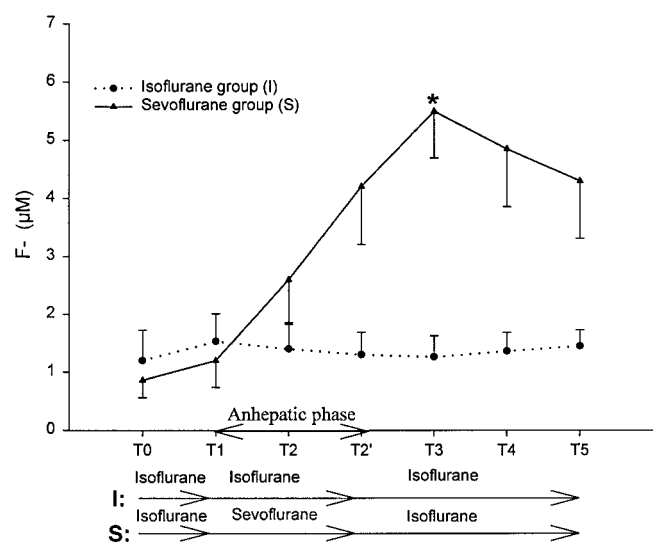 7
6
5
4
3
2
1
0
F- (µM)
Isoflurane group (I)
Sevoflurane group (S)
*
Anhepatic phase
T0 T1 T2 T2' T3 T4 T5
Isoflurane Isoflurane Isoflurane
I:
Isoflurane Sevoflurane Isoflurane
S: